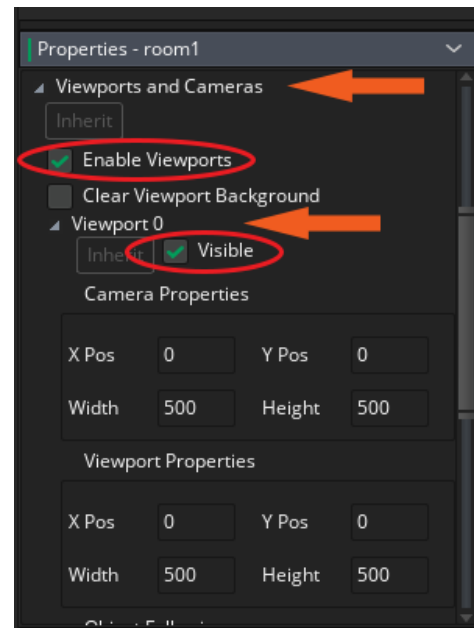 Properties - room1
Viewports and Cameras
Inherit
Enable Viewports
Clear Viewport Background
Viewport 0
Inherit Visible
Camera Properties
X Pos 0 Y Pos 0
Width 500 Height 500
Viewport Properties
X Pos 0 Y Pos 0
Width 500 Height 500